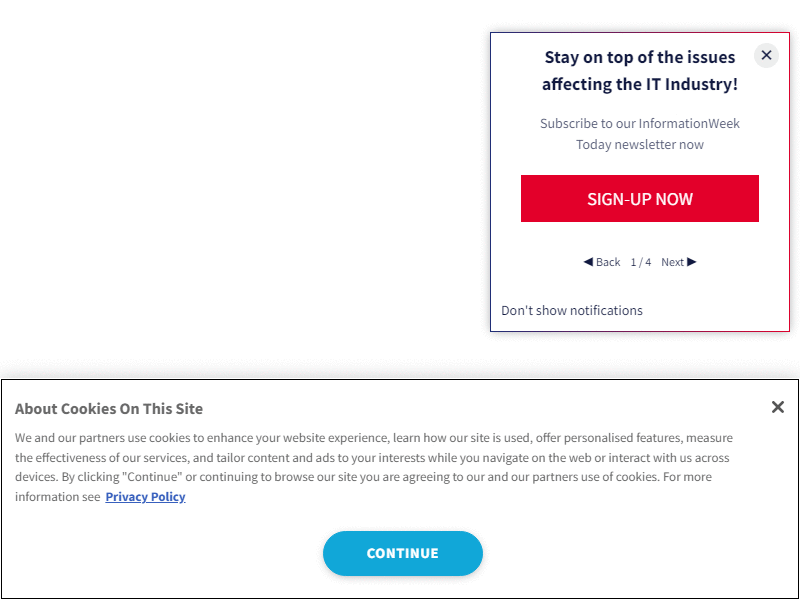 Stay on top of the issues
affecting the IT Industry!
Subscribe to our InformationWeek
Today newsletter now
SIGN-UP NOW
◀ Back 1 / 4 Next ▶
Don't show notifications
About Cookies On This Site
We and our partners use cookies to enhance your website experience, learn how our site is used, offer personalised features, measure
the effectiveness of our services, and tailor content and ads to your interests while you navigate on the web or interact with us across
devices. By clicking "Continue" or continuing to browse our site you are agreeing to our and our partners use of cookies. For more
information see Privacy Policy
CONTINUE